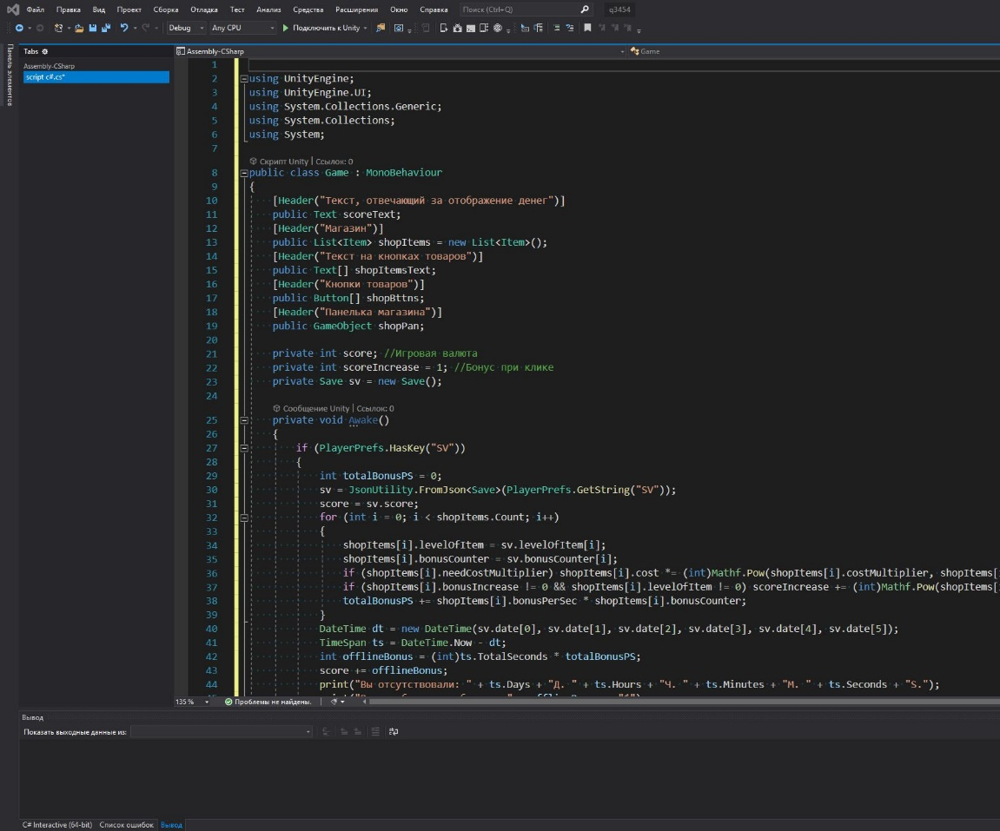 Файл Правка Вид Проект Сборка Отладка Тест Анализ Средства Расширения Окно Справка Поиск (Ctrl+Q) q3454
Debug Any CPU Подключить к Unity
Панель элементов
Tabs
Assembly-CSharp
script c#.cs*
Assembly-CSharp Game
1
2 using UnityEngine;
3 using UnityEngine.UI;
4 using System.Collections.Generic;
5 using System.Collections;
6 using System;
7
Скрипт Unity | Ссылок: 0
8 public class Game : MonoBehaviour
9 {
10 [Header("Текст, отвечающий за отображение денег")]
11 public Text scoreText;
12 [Header("Магазин")]
13 public List<Item> shopItems = new List<Item>();
14 [Header("Текст на кнопках товаров")]
15 public Text[] shopItemsText;
16 [Header("Кнопки товаров")]
17 public Button[] shopBttns;
18 [Header("Панелька магазина")]
19 public GameObject shopPan;
20
21 private int score; //Игровая валюта
22 private int scoreIncrease = 1; //Бонус при клике
23 private Save sv = new Save();
24
Сообщение Unity | Ссылок: 0
25 private void Awake()
26 {
27 if (PlayerPrefs.HasKey("SV"))
28 {
29 int totalBonusPS = 0;
30 sv = JsonUtility.FromJson<Save>(PlayerPrefs.GetString("SV"));
31 score = sv.score;
32 for (int i = 0; i < shopItems.Count; i++)
33 {
34 shopItems[i].levelOfItem = sv.levelOfItem[i];
35 shopItems[i].bonusCounter = sv.bonusCounter[i];
36 if (shopItems[i].needCostMultiplier) shopItems[i].cost *= (int)Mathf.Pow(shopItems[i].costMultiplier, shopItems[
37 if (shopItems[i].bonusIncrease != 0 && shopItems[i].levelOfItem != 0) scoreIncrease += (int)Mathf.Pow(shopItems[
38 totalBonusPS += shopItems[i].bonusPerSec * shopItems[i].bonusCounter;
39 }
40 DateTime dt = new DateTime(sv.date[0], sv.date[1], sv.date[2], sv.date[3], sv.date[4], sv.date[5]);
41 TimeSpan ts = DateTime.Now - dt;
42 int offlineBonus = (int)ts.TotalSeconds * totalBonusPS;
43 score += offlineBonus;
44 print("Вы отсутствовали: " + ts.Days + "Д. " + ts.Hours + "Ч. " + ts.Minutes + "М. " + ts.Seconds + "S.");
135 % Проблемы не найдены.
Вывод
Показать выходные данные из:
C# Interactive (64-bit) Список ошибок Вывод